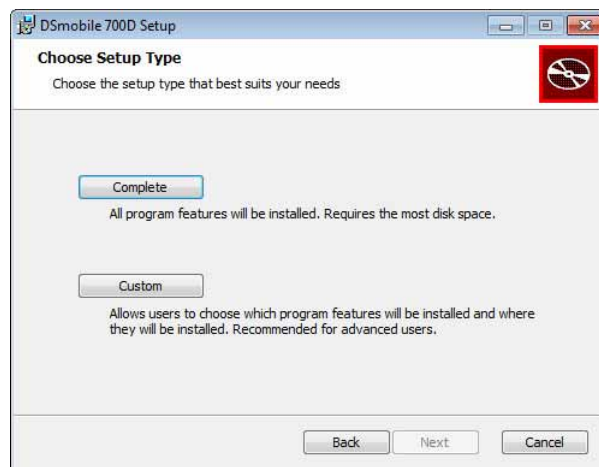 DSmobile 700D Setup
Choose Setup Type
Choose the setup type that best suits your needs
Complete
All program features will be installed. Requires the most disk space.
Custom
Allows users to choose which program features will be installed and where
they will be installed. Recommended for advanced users.
Back Next Cancel